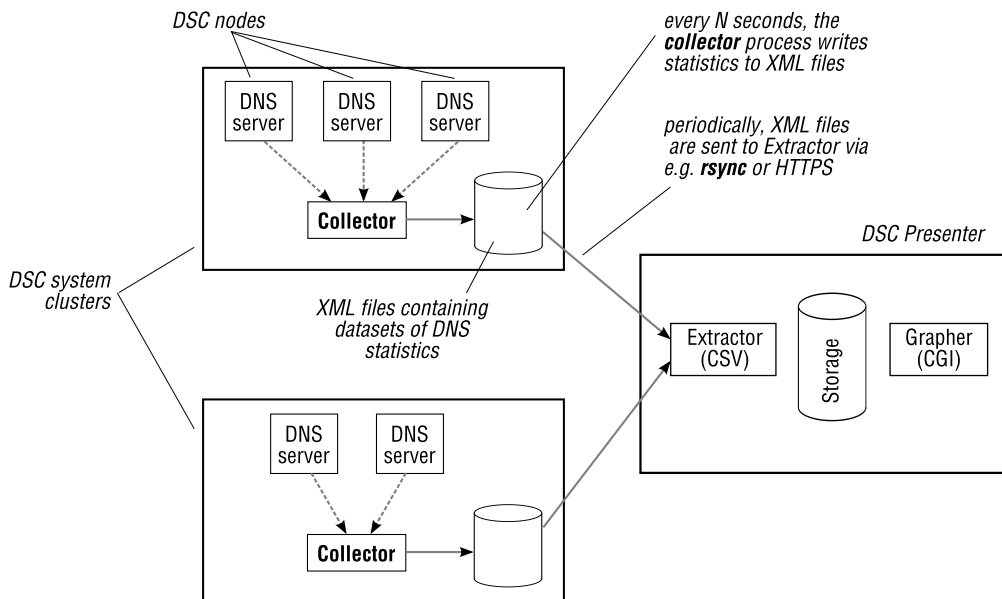 DSC nodes
every N seconds, the
collector process writes
statistics to XML files
DNS
server
DNS
server
DNS
server
periodically, XML files
are sent to Extractor via
e.g. rsync or HTTPS
Collector
DSC Presenter
DSC system
clusters
XML files containing
datasets of DNS
statistics
Extractor
(CSV)
Storage
Grapher
(CGI)
DNS
server
DNS
server
Collector